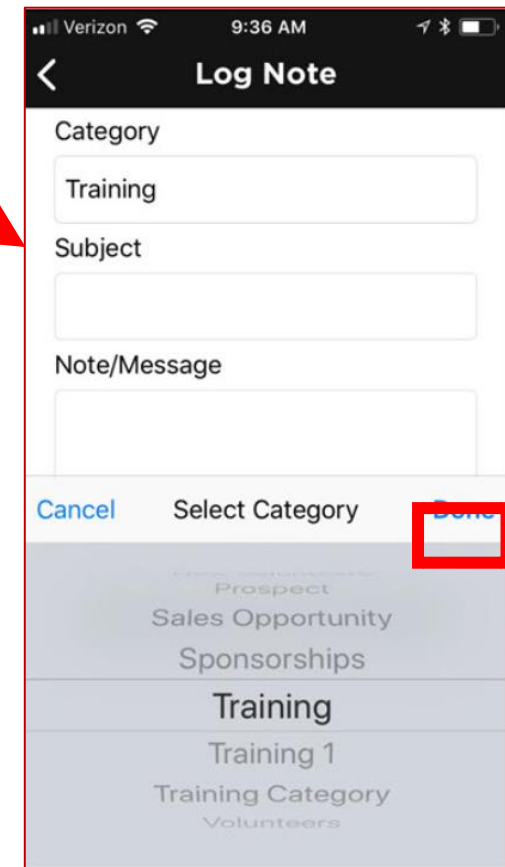 Verizon 9:36 AM
Log Note
Category
Training
Subject
Note/Message
Cancel Select Category Done
Prospect
Sales Opportunity
Sponsorships
Training
Training 1
Training Category
Volunteers